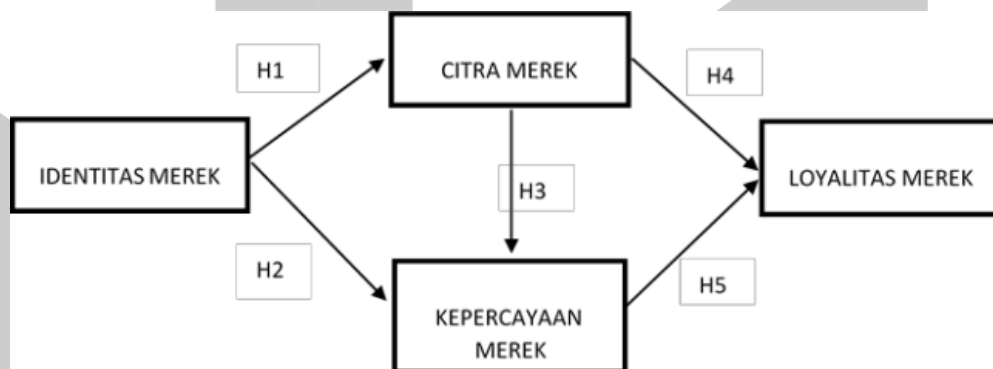 H1
CITRA MEREK
H4
IDENTITAS MEREK
H3
LOYALITAS MEREK
H2
KEPERCAYAAN
MEREK
H5